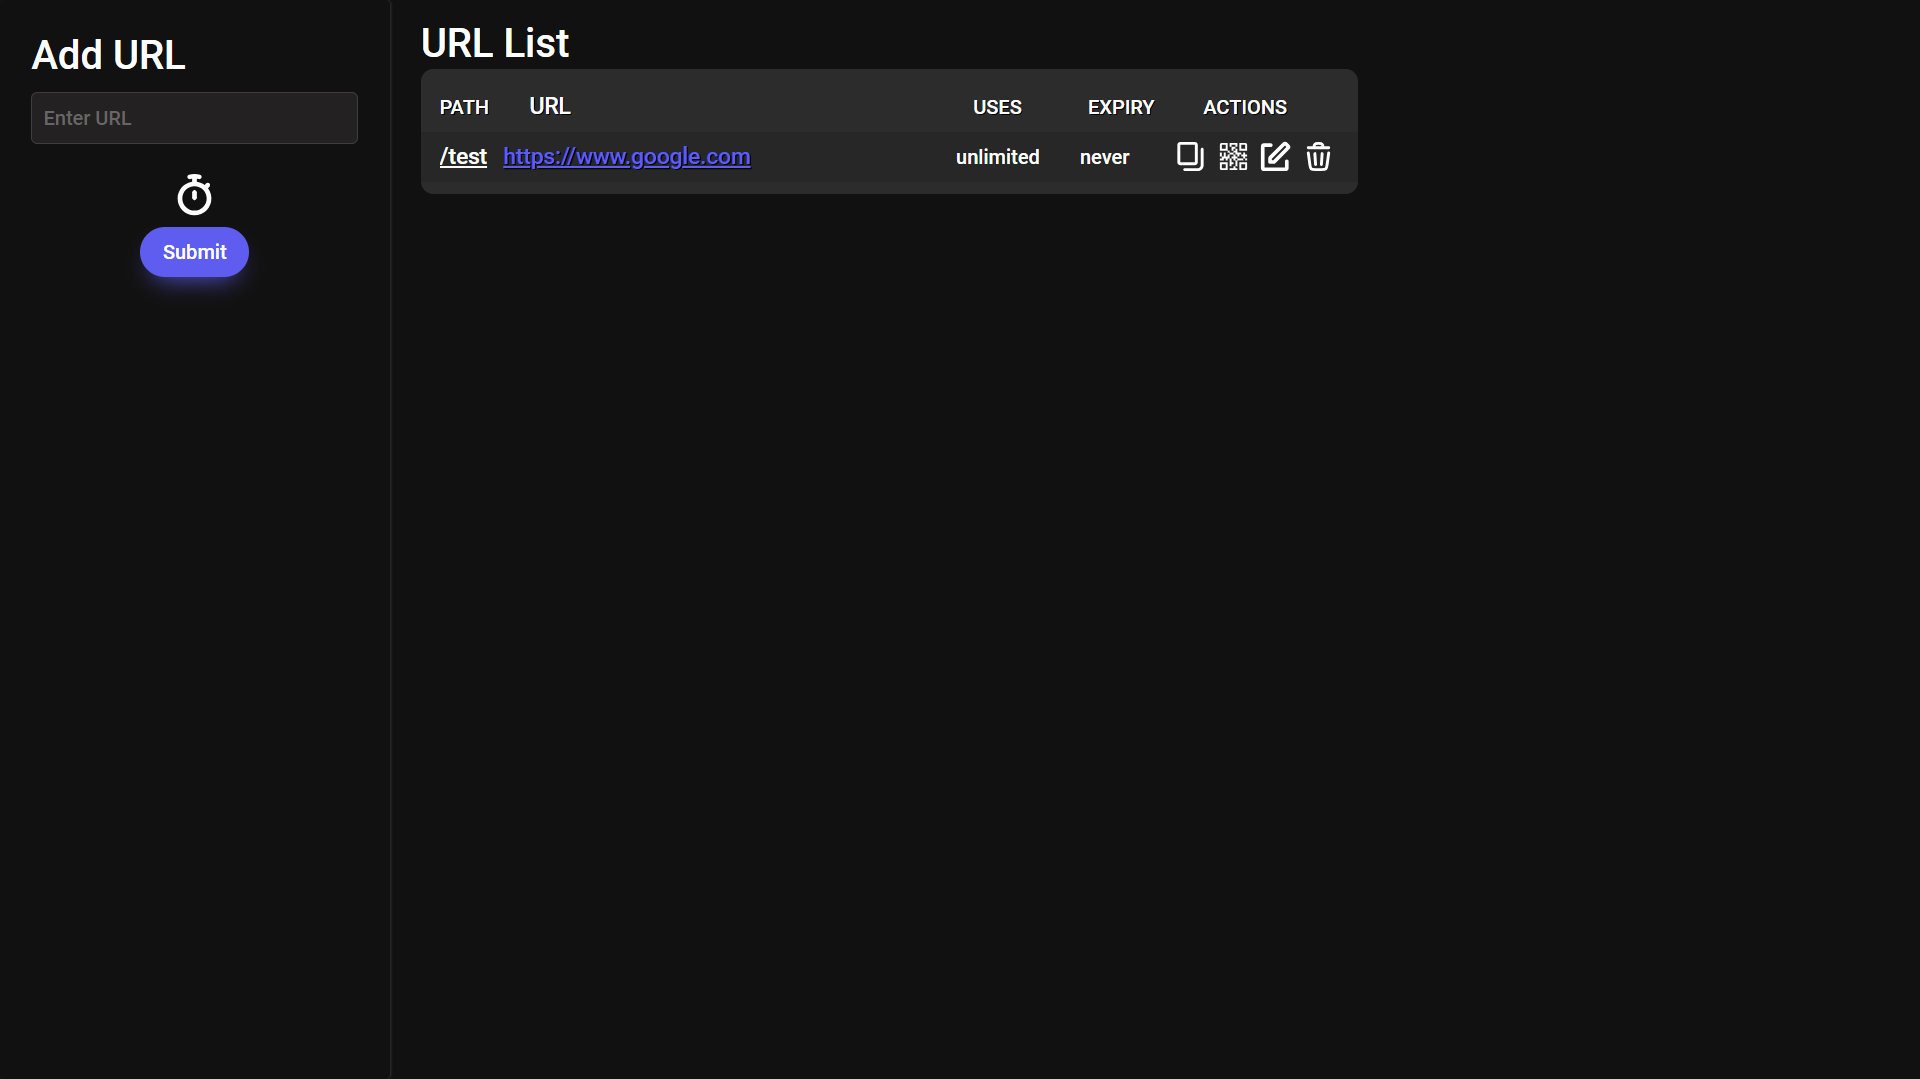 Add URL
Enter URL
Submit
URL List
PATH URL USES EXPIRY ACTIONS
/test https://www.google.com unlimited never